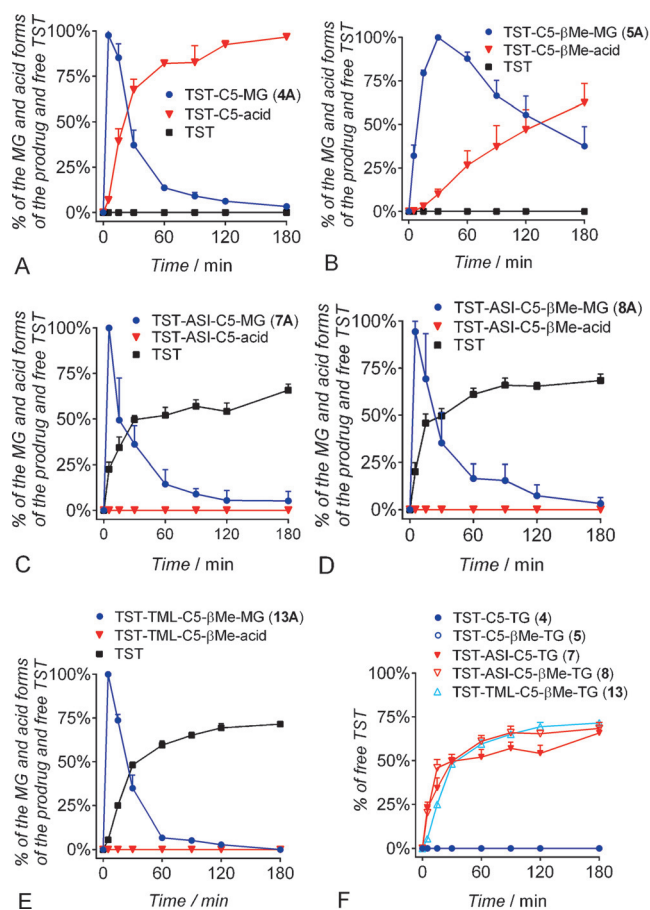 % of the MG and acid forms
of the prodrug and free TST
100%
75%
50%
25%
0%
TST-C5-MG (4A)
TST-C5-acid
TST
0 60 120 180
Time / min
A
% of the MG and acid forms
of the prodrug and free TST
100%
75%
50%
25%
0%
TST-C5-βMe-MG (5A)
TST-C5-βMe-acid
TST
0 60 120 180
Time / min
B
% of the MG and acid forms
of the prodrug and free TST
100%
75%
50%
25%
0%
TST-ASI-C5-MG (7A)
TST-ASI-C5-acid
TST
0 60 120 180
Time / min
C
% of the MG and acid forms
of the prodrug and free TST
100%
75%
50%
25%
0%
TST-ASI-C5-βMe-MG (8A)
TST-ASI-C5-βMe-acid
TST
0 60 120 180
Time / min
D
% of the MG and acid forms
of the prodrug and free TST
100%
75%
50%
25%
0%
TST-TML-C5-βMe-MG (13A)
TST-TML-C5-βMe-acid
TST
0 60 120 180
Time / min
E
% of free TST
100%
75%
50%
25%
0%
TST-C5-TG (4)
TST-C5-βMe-TG (5)
TST-ASI-C5-TG (7)
TST-ASI-C5-βMe-TG (8)
TST-TML-C5-βMe-TG (13)
0 60 120 180
Time / min
F